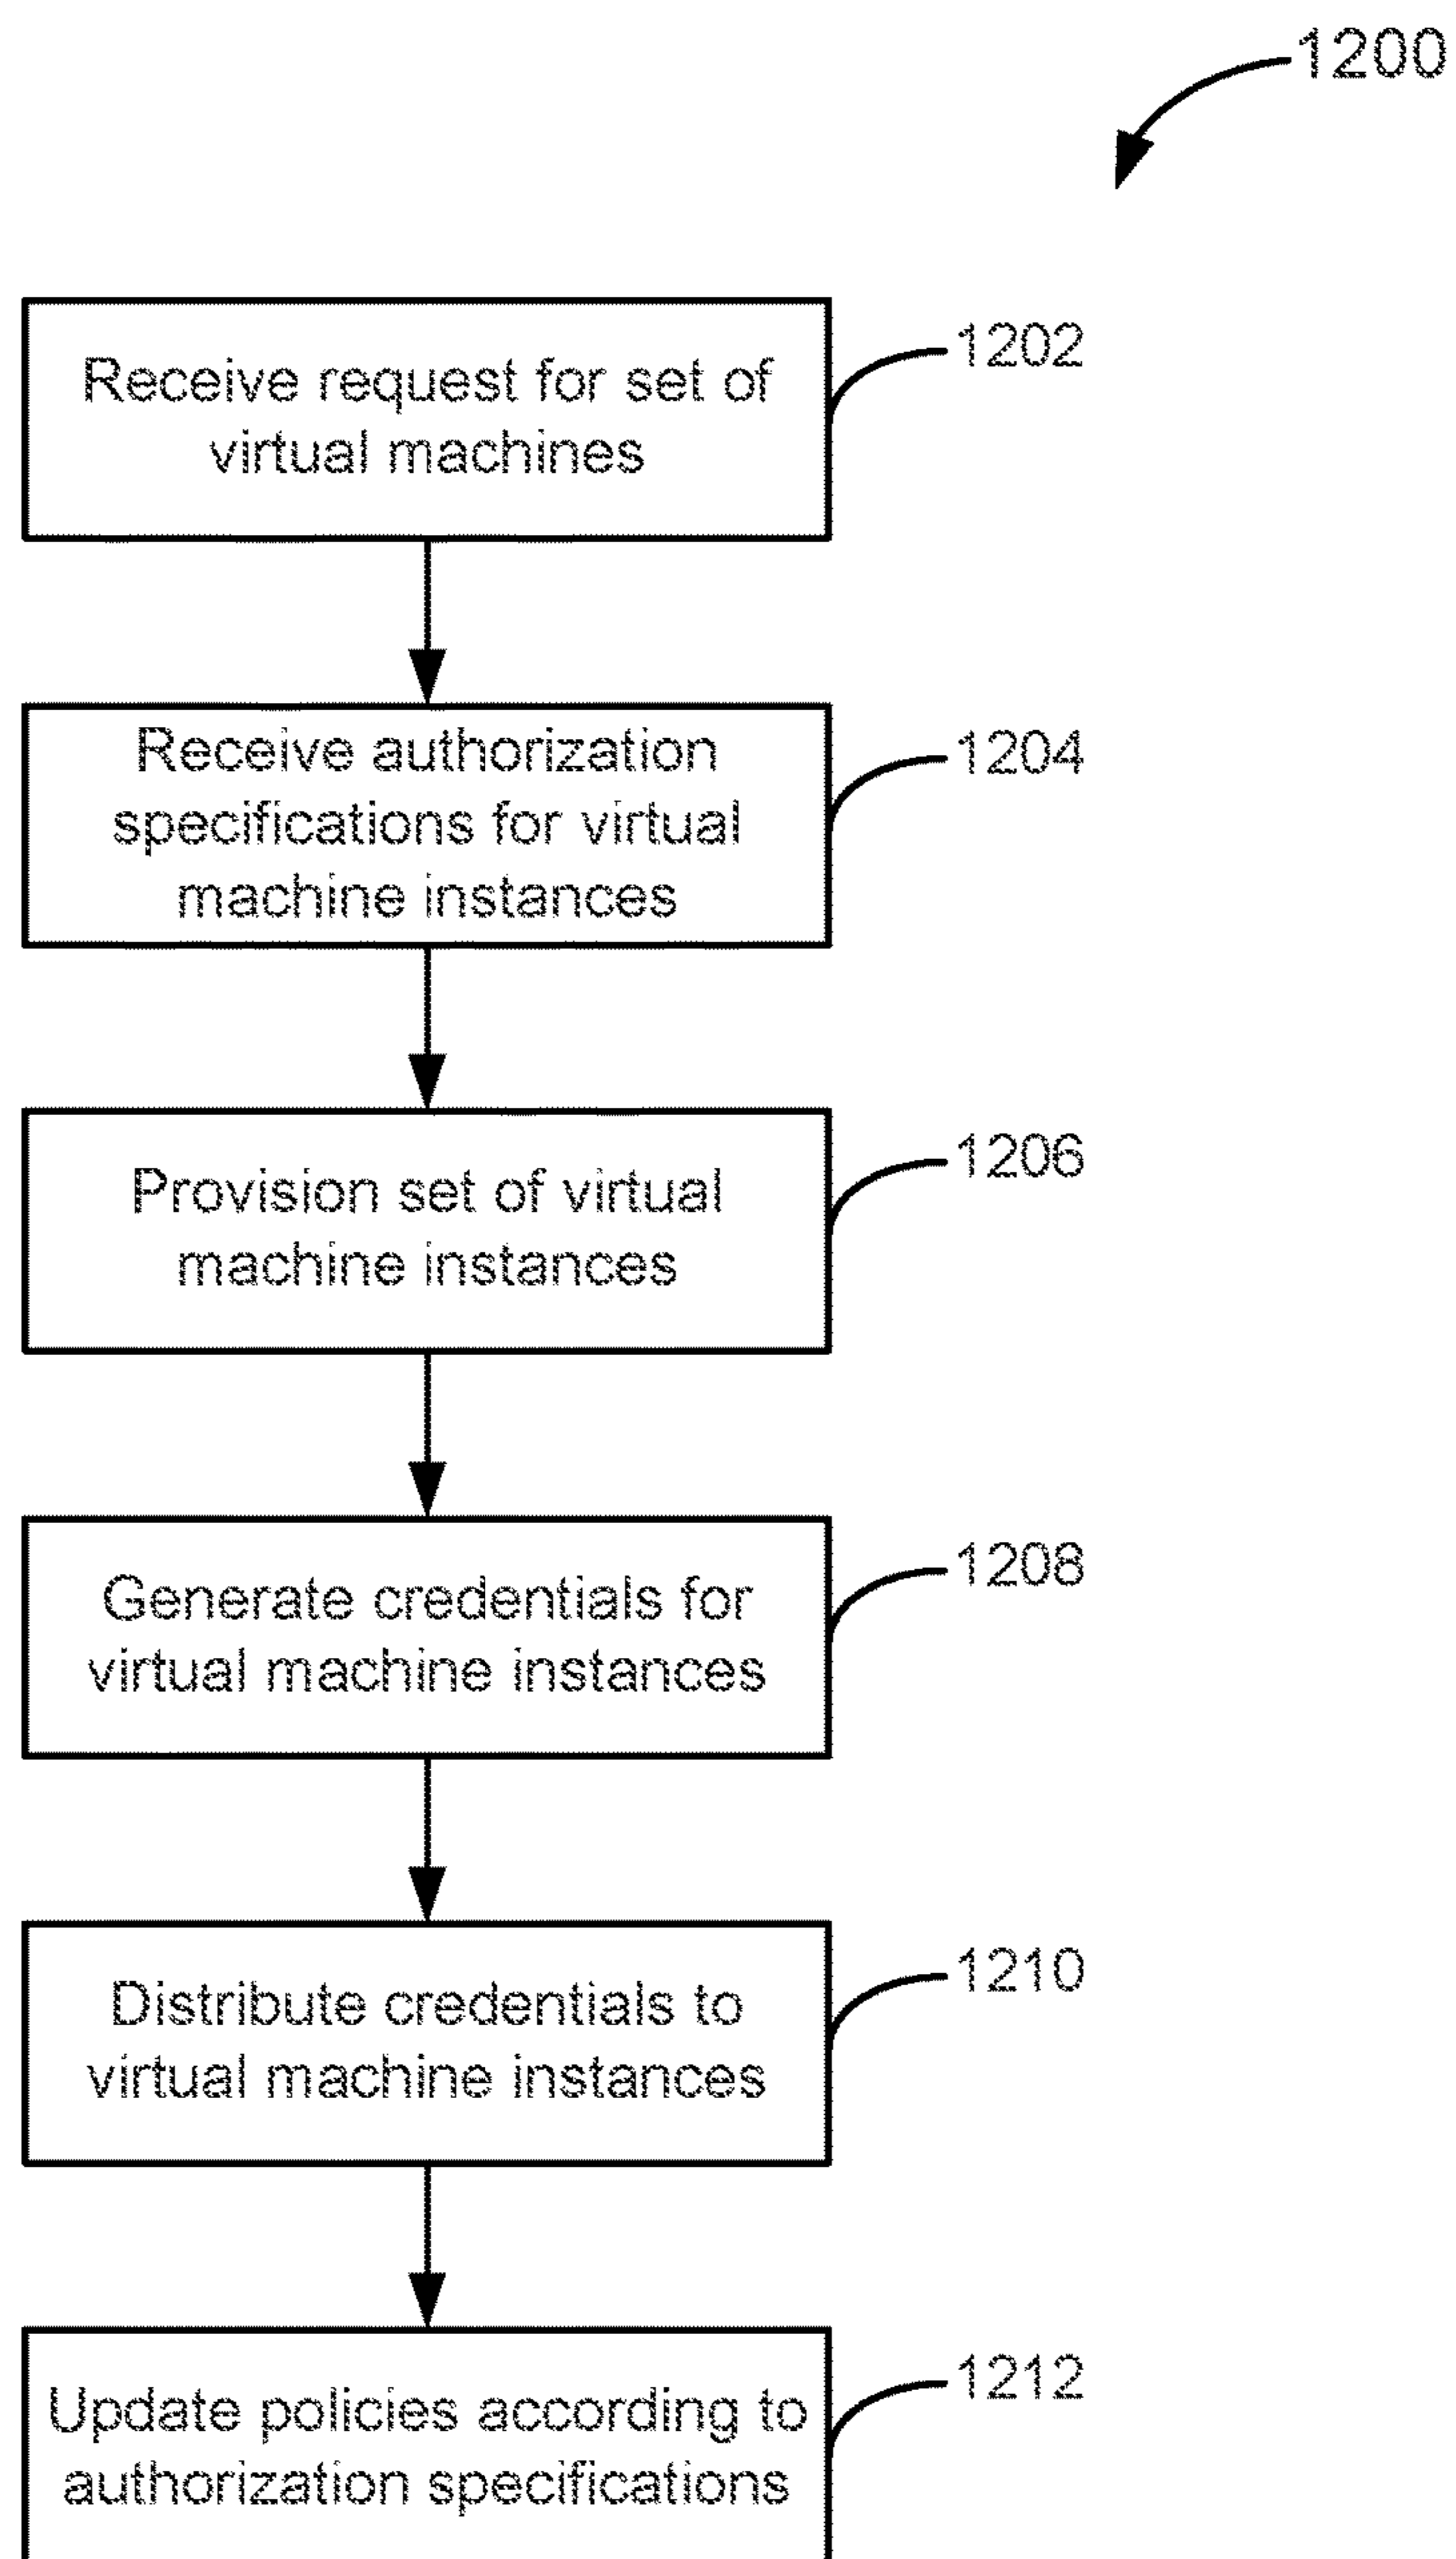 1200
Receive request for set of
virtual machines
1202
Receive authorization
specifications for virtual
machine instances
1204
Provision set of virtual
machine instances
1206
Generate credentials for
virtual machine instances
1208
Distribute credentials to
virtual machine instances
1210
Update policies according to
authorization specifications
1212